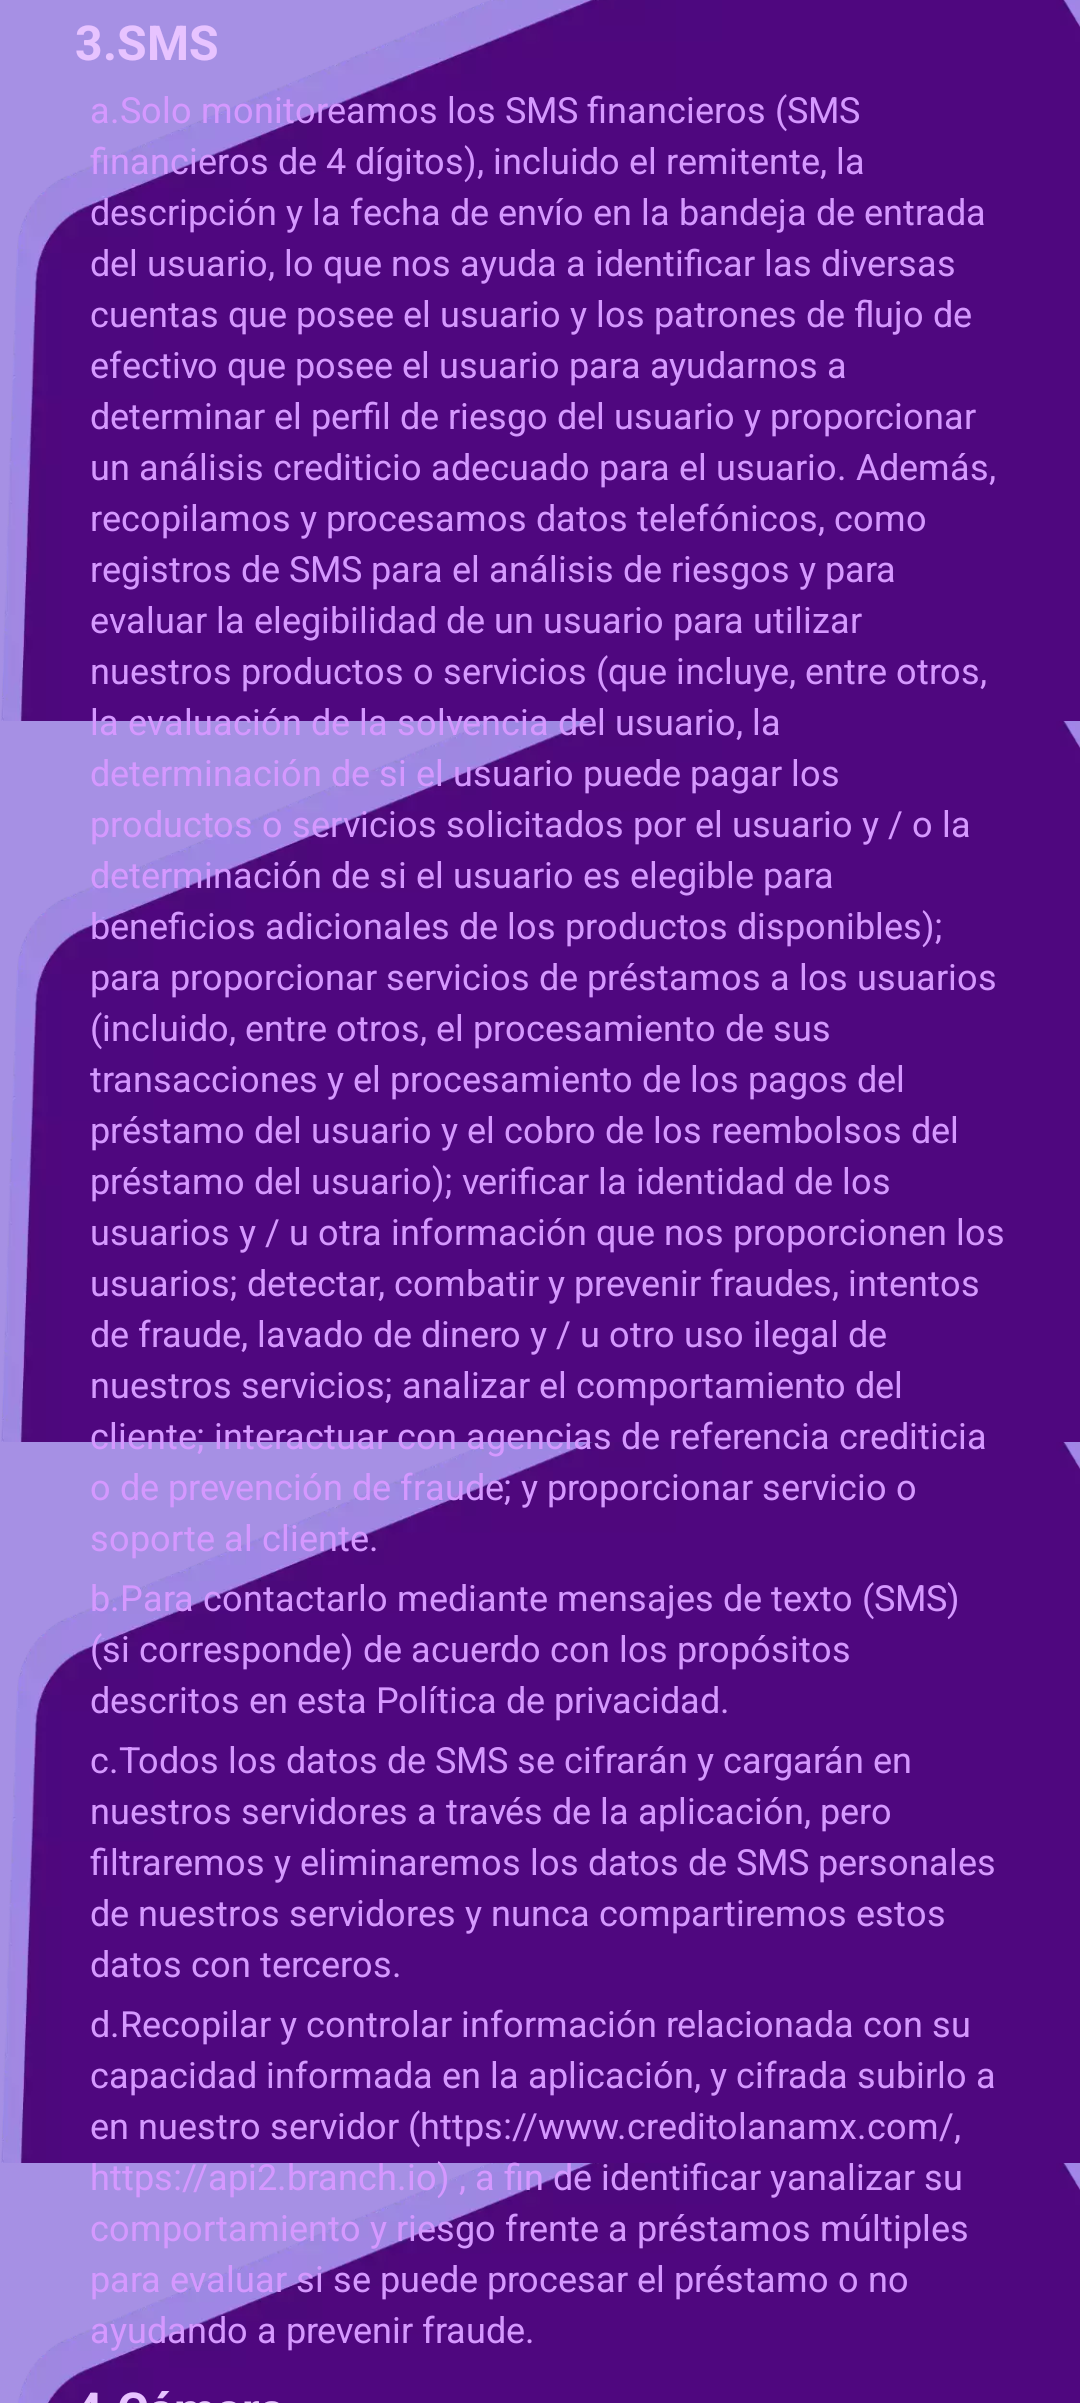 3.SMS
a.Solo monitoreamos los SMS financieros (SMS
financieros de 4 dígitos), incluido el remitente, la
descripción y la fecha de envío en la bandeja de entrada
del usuario, lo que nos ayuda a identificar las diversas
cuentas que posee el usuario y los patrones de flujo de
efectivo que posee el usuario para ayudarnos a
determinar el perfil de riesgo del usuario y proporcionar
un análisis crediticio adecuado para el usuario. Además,
recopilamos y procesamos datos telefónicos, como
registros de SMS para el análisis de riesgos y para
evaluar la elegibilidad de un usuario para utilizar
nuestros productos o servicios (que incluye, entre otros,
la evaluación de la solvencia del usuario, la
determinación de si el usuario puede pagar los
productos o servicios solicitados por el usuario y / o la
determinación de si el usuario es elegible para
beneficios adicionales de los productos disponibles);
para proporcionar servicios de préstamos a los usuarios
(incluido, entre otros, el procesamiento de sus
transacciones y el procesamiento de los pagos del
préstamo del usuario y el cobro de los reembolsos del
préstamo del usuario); verificar la identidad de los
usuarios y / u otra información que nos proporcionen los
usuarios; detectar, combatir y prevenir fraudes, intentos
de fraude, lavado de dinero y / u otro uso ilegal de
nuestros servicios; analizar el comportamiento del
cliente; interactuar con agencias de referencia crediticia
o de prevención de fraude; y proporcionar servicio o
soporte al cliente.
b.Para contactarlo mediante mensajes de texto (SMS)
(si corresponde) de acuerdo con los propósitos
descritos en esta Política de privacidad.
c.Todos los datos de SMS se cifrarán y cargarán en
nuestros servidores a través de la aplicación, pero
filtraremos y eliminaremos los datos de SMS personales
de nuestros servidores y nunca compartiremos estos
datos con terceros.
d.Recopilar y controlar información relacionada con su
capacidad informada en la aplicación, y cifrada subirlo a
en nuestro servidor (https://www.creditolanamx.com/,
https://api2.branch.io) , a fin de identificar yanalizar su
comportamiento y riesgo frente a préstamos múltiples
para evaluar si se puede procesar el préstamo o no
ayudando a prevenir fraude.
4.Cámara